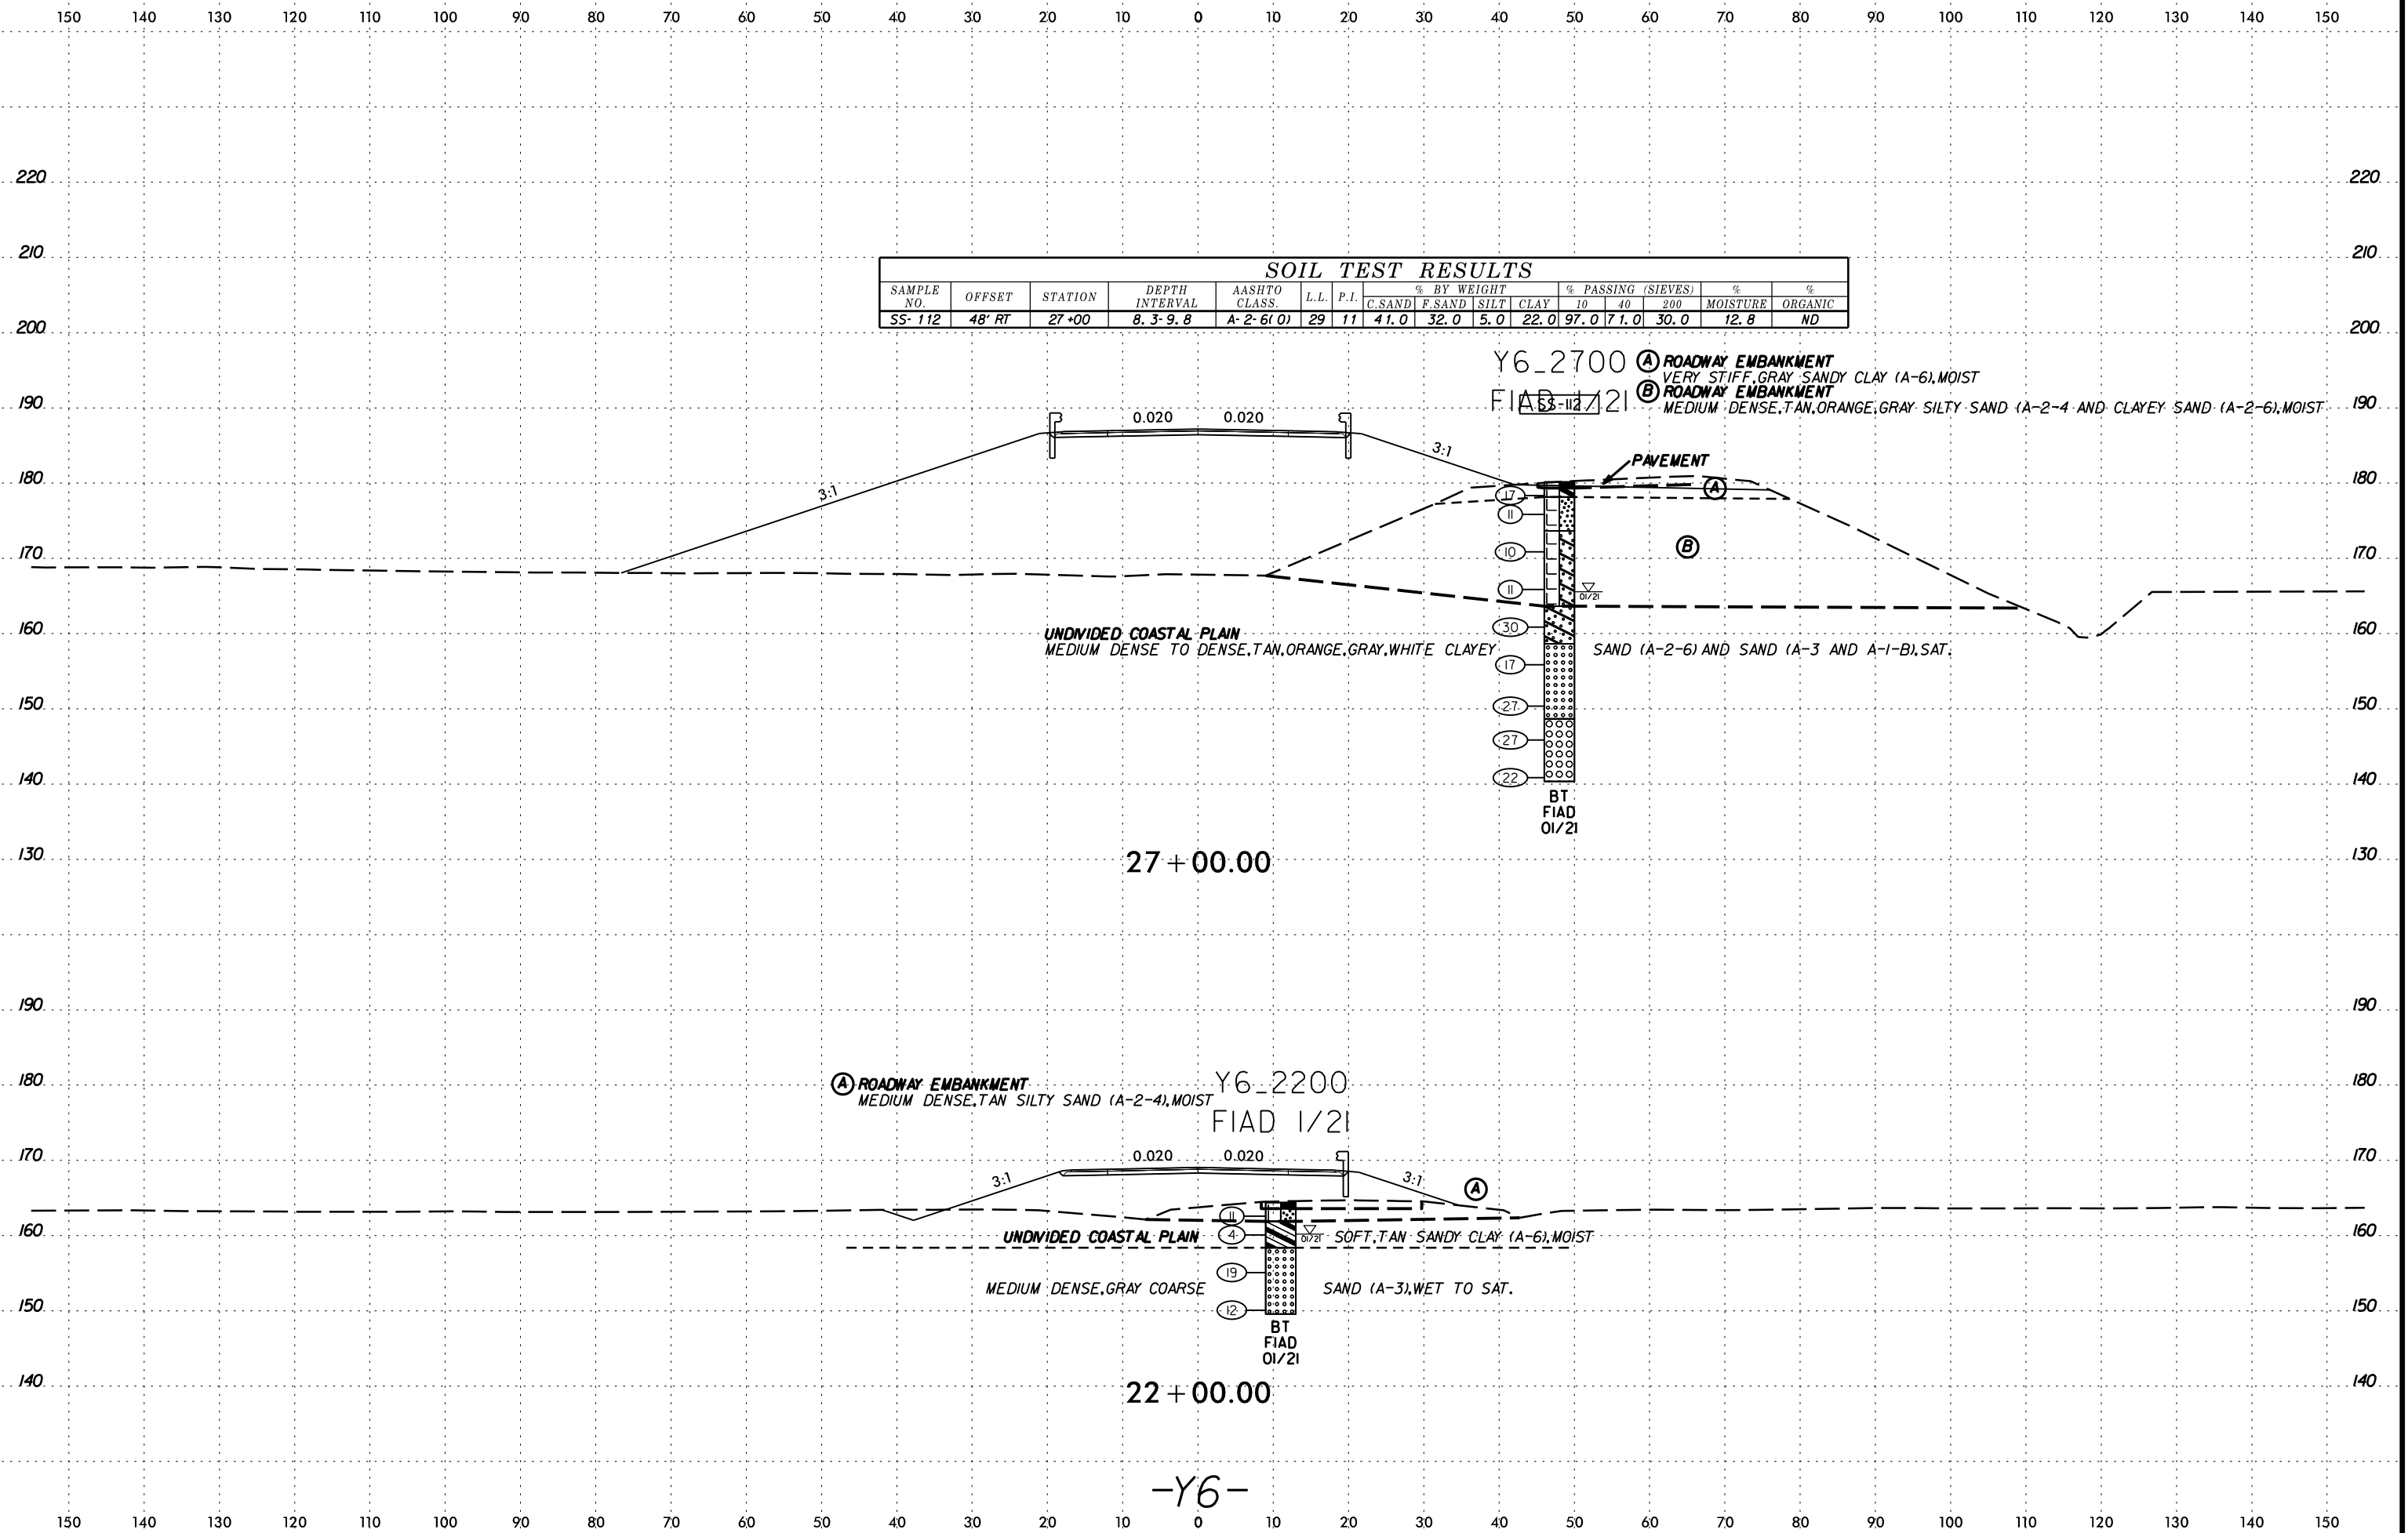 150 140 130 120 110 100 90 80 70 60 50 40 30 20 10 0 10 20 30 40 50 60 70 80 90 100 110 120 130 140 150
220 220
210 210
SOIL TEST RESULTS
SAMPLE NO. OFFSET STATION DEPTH INTERVAL AASHTO CLASS. L.L. P.I. % BY WEIGHT % PASSING (SIEVES) % MOISTURE % ORGANIC
C.SAND F.SAND SILT CLAY 10 40 200
SS-112 48' RT 27+00 8.3-9.8 A-2-6(0) 29 11 41.0 32.0 5.0 22.0 97.0 71.0 30.0 12.8 ND
200 200
Y6_2700
FIAD 1/21
SS-112
A ROADWAY EMBANKMENT
VERY STIFF,GRAY SANDY CLAY (A-6),MOIST
B ROADWAY EMBANKMENT
MEDIUM DENSE,TAN,ORANGE,GRAY SILTY SAND (A-2-4 AND CLAYEY SAND (A-2-6),MOIST
190 190
0.020 0.020
3:1
3:1
PAVEMENT
180 180
A
17
11
B
10
170 170
11
01/21
30
160 160
UNDIVIDED COASTAL PLAIN
MEDIUM DENSE TO DENSE,TAN,ORANGE,GRAY,WHITE CLAYEY SAND (A-2-6) AND SAND (A-3 AND A-1-B),SAT.
17
27
150 150
27
22
140 140
BT
FIAD
01/21
130 130
27+00.00
190 190
180 180
A ROADWAY EMBANKMENT
MEDIUM DENSE,TAN SILTY SAND (A-2-4),MOIST
Y6_2200
FIAD 1/21
170 170
0.020 0.020
3:1
3:1
A
11
160 160
UNDIVIDED COASTAL PLAIN 4 01/21 SOFT,TAN SANDY CLAY (A-6),MOIST
19
MEDIUM DENSE,GRAY COARSE SAND (A-3),WET TO SAT.
150 12 150
BT
FIAD
01/21
140 140
22+00.00
-Y6-
150 140 130 120 110 100 90 80 70 60 50 40 30 20 10 0 10 20 30 40 50 60 70 80 90 100 110 120 130 140 150